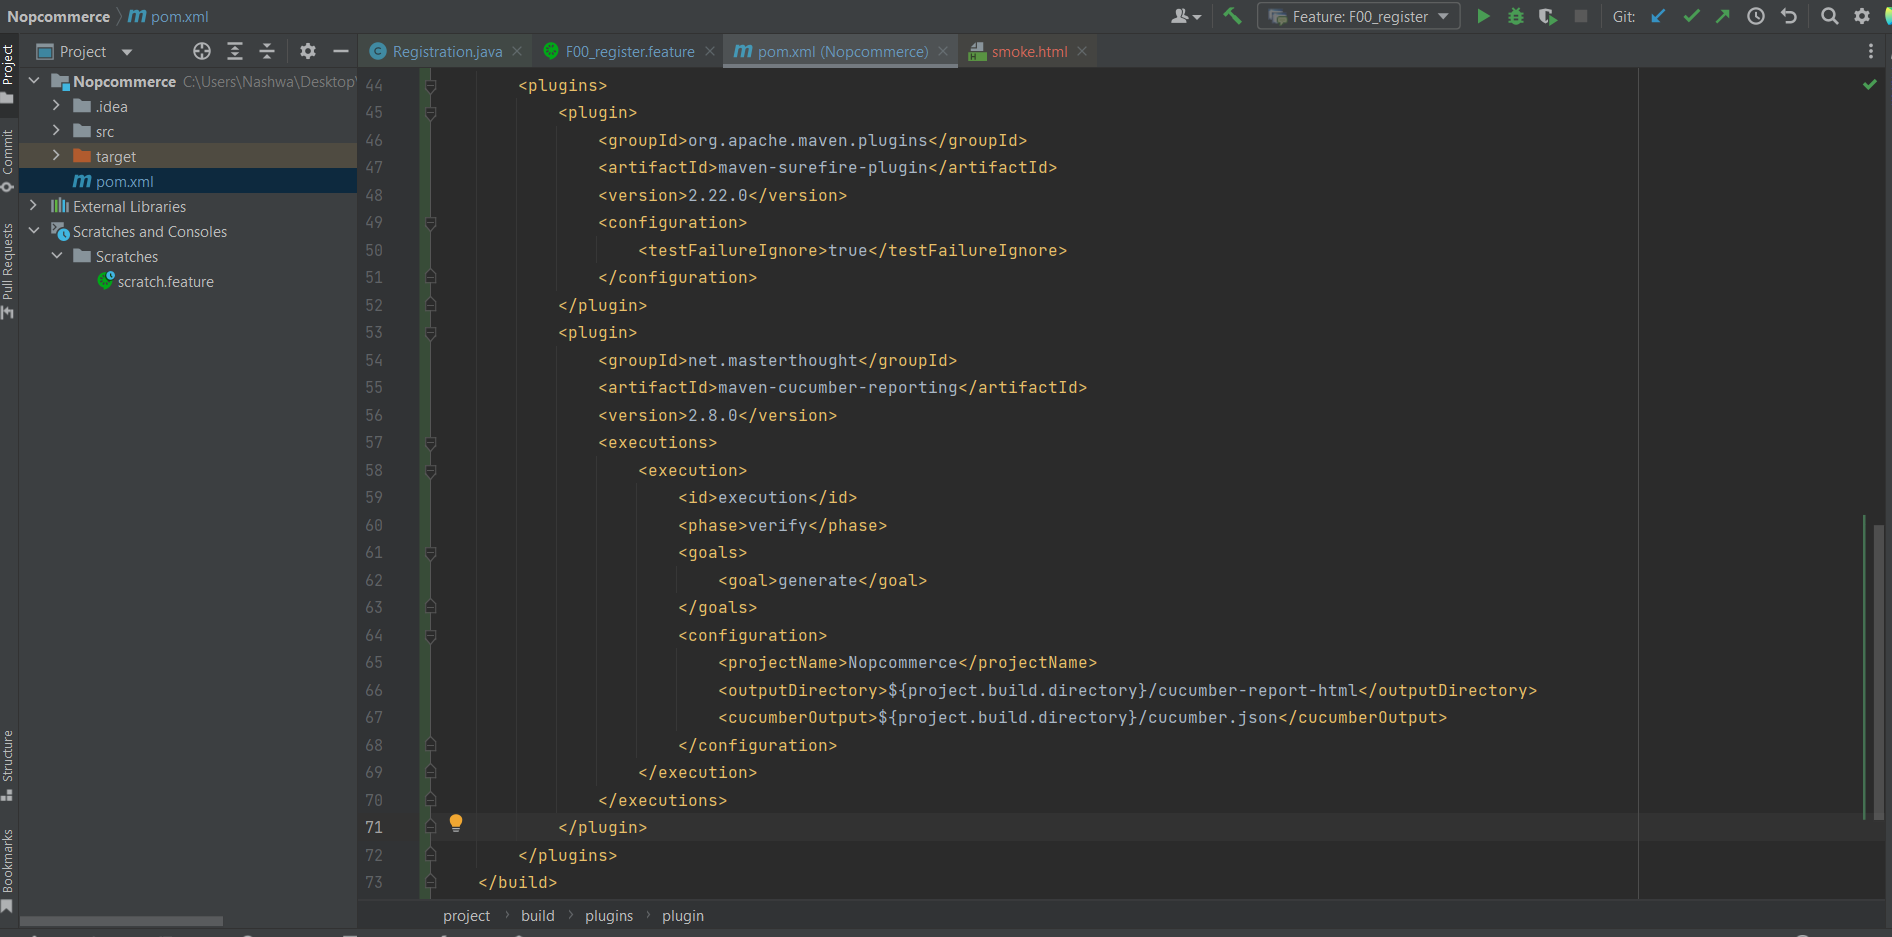 Nopcommerce pom.xml
Feature: F00_register
Git:
Project
Registration.java
F00_register.feature
pom.xml (Nopcommerce)
smoke.html
Project
Commit
Pull Requests
Structure
Bookmarks
Nopcommerce C:\Users\Nashwa\Desktop\
.idea
src
target
pom.xml
External Libraries
Scratches and Consoles
Scratches
scratch.feature
44 <plugins>
45 <plugin>
46 <groupId>org.apache.maven.plugins</groupId>
47 <artifactId>maven-surefire-plugin</artifactId>
48 <version>2.22.0</version>
49 <configuration>
50 <testFailureIgnore>true</testFailureIgnore>
51 </configuration>
52 </plugin>
53 <plugin>
54 <groupId>net.masterthought</groupId>
55 <artifactId>maven-cucumber-reporting</artifactId>
56 <version>2.8.0</version>
57 <executions>
58 <execution>
59 <id>execution</id>
60 <phase>verify</phase>
61 <goals>
62 <goal>generate</goal>
63 </goals>
64 <configuration>
65 <projectName>Nopcommerce</projectName>
66 <outputDirectory>${project.build.directory}/cucumber-report-html</outputDirectory>
67 <cucumberOutput>${project.build.directory}/cucumber.json</cucumberOutput>
68 </configuration>
69 </execution>
70 </executions>
71 </plugin>
72 </plugins>
73 </build>
project build plugins plugin